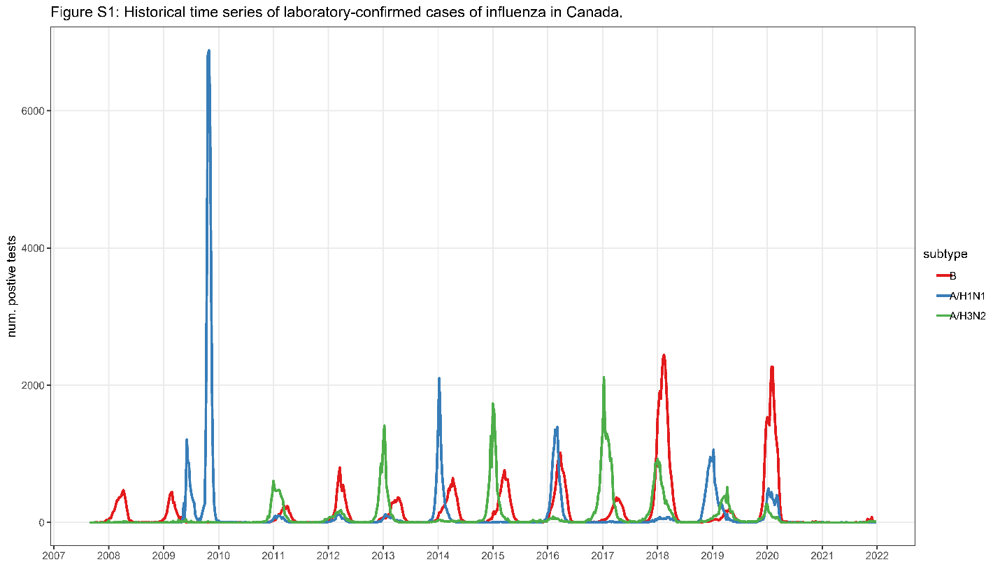 Figure S1: Historical time series of laboratory-confirmed cases of influenza in Canada.
num. postive tests
6000
4000
2000
0
2007 2008 2009 2010 2011 2012 2013 2014 2015 2016 2017 2018 2019 2020 2021 2022
subtype
B
A/H1N1
A/H3N2